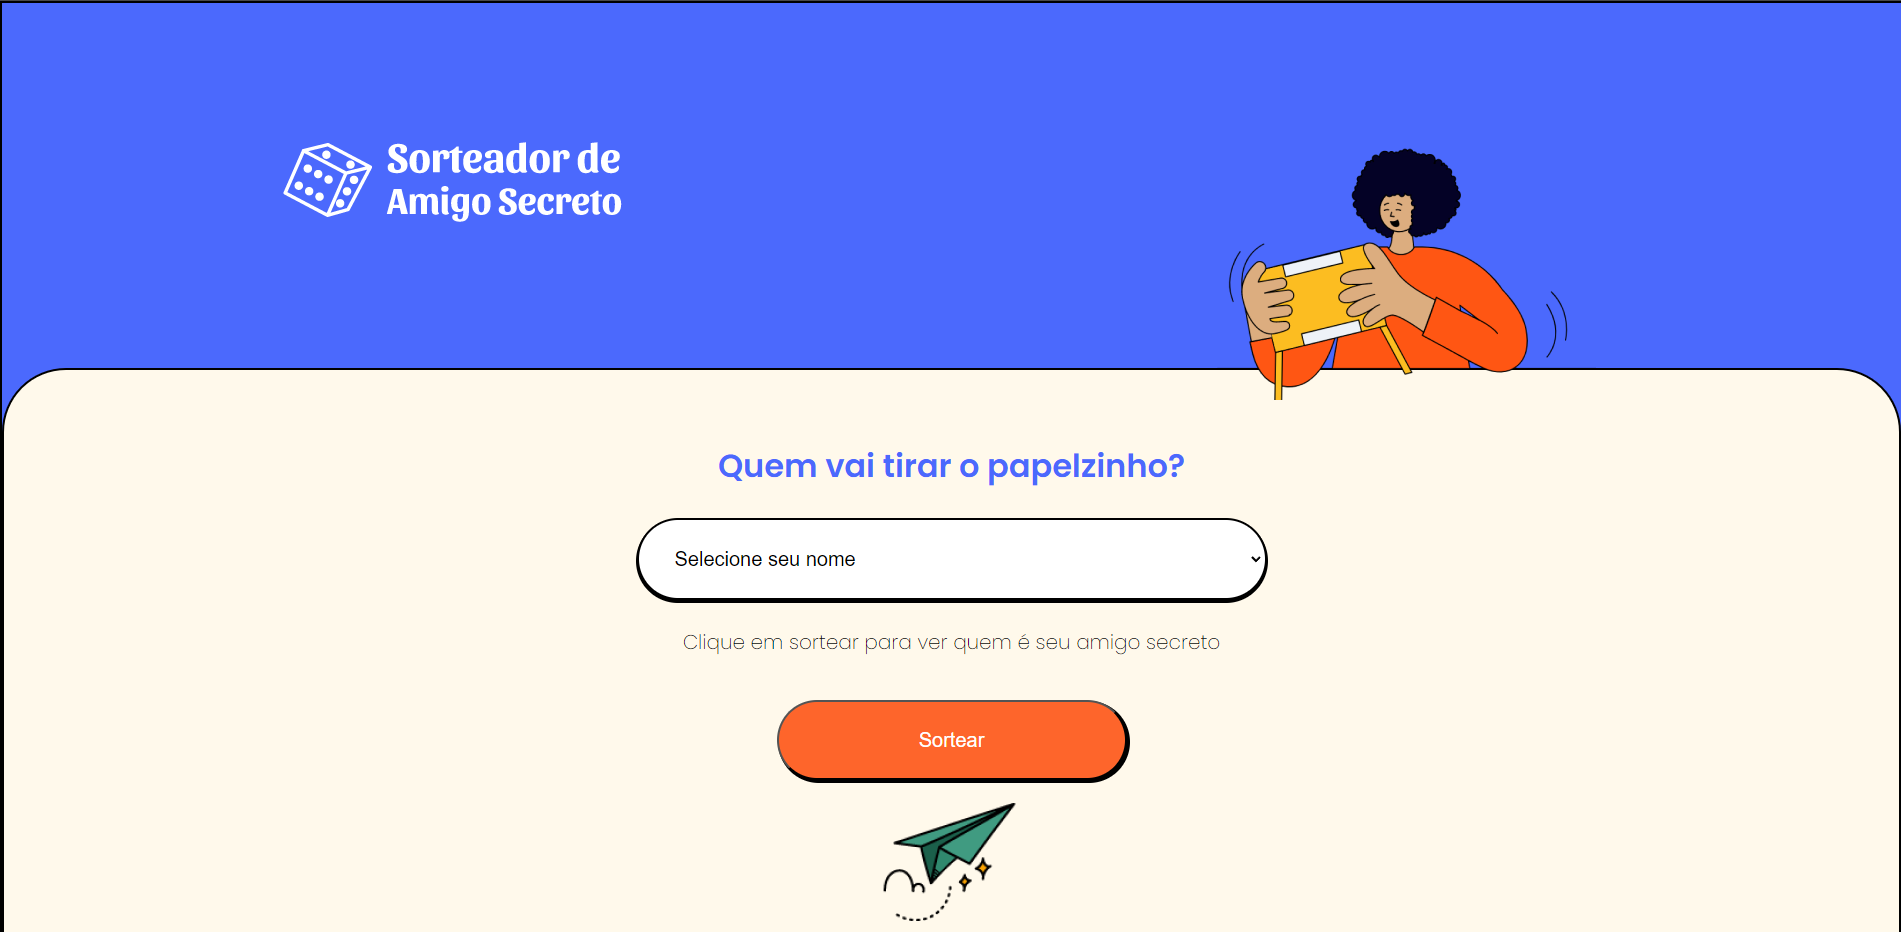 Sorteador de
Amigo Secreto
Quem vai tirar o papelzinho?
Selecione seu nome
Clique em sortear para ver quem é seu amigo secreto
Sortear